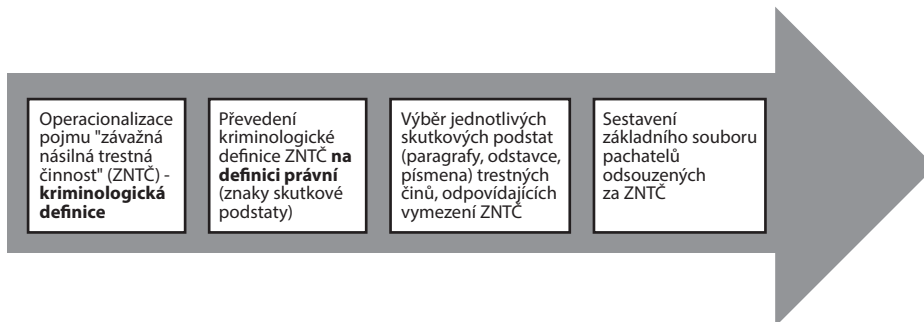 Operacionalizace
pojmu "závažná
násilná trestná
činnost" (ZNTČ) -
kriminologická
definice
Převedení
kriminologické
definice ZNTČ na
definici právní
(znaky skutkové
podstaty)
Výběr jednotlivých
skutkových podstat
(paragrafy, odstavce,
písmena) trestných
činů, odpovídajících
vymezení ZNTČ
Sestavení
základního souboru
pachatelů
odsouzených
za ZNTČ